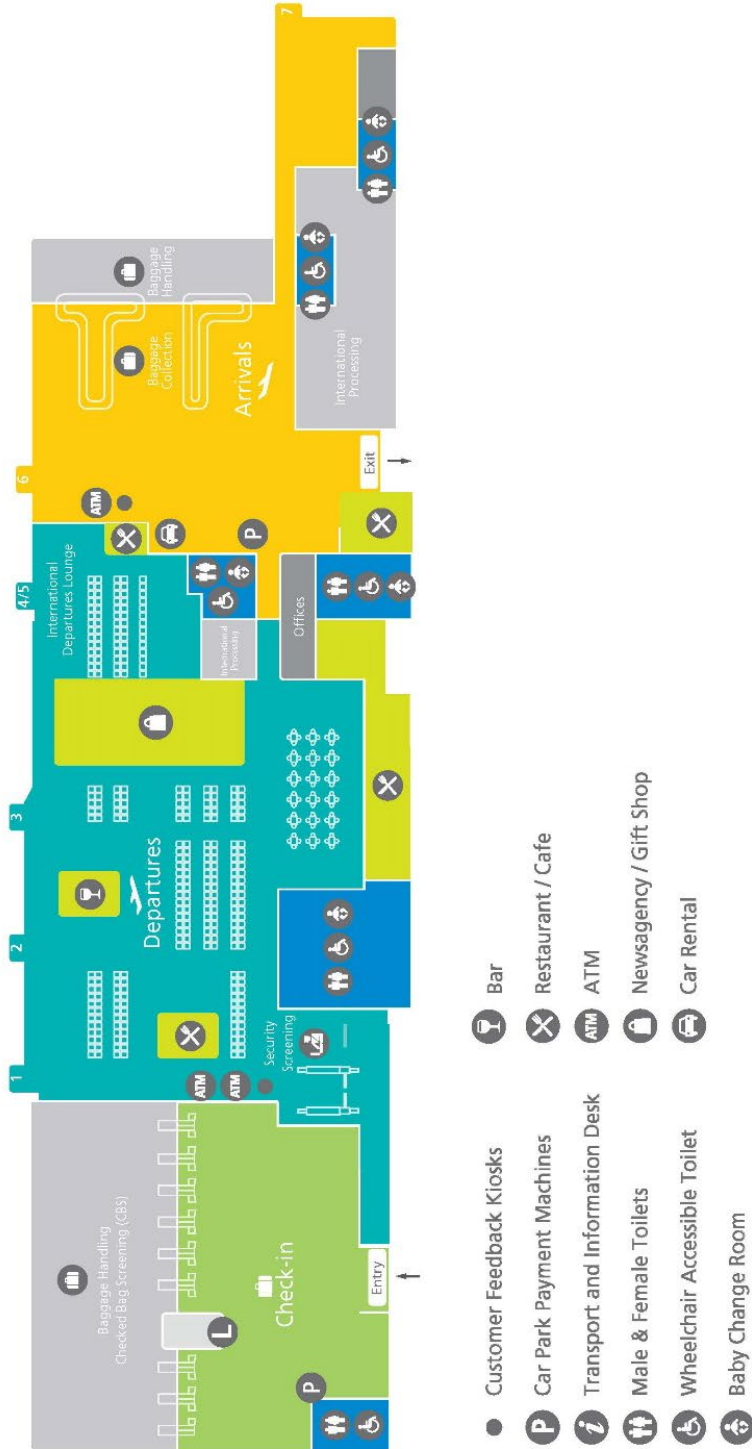 1
2
3
4/5
6
7
Baggage Handling
Checked Bag Screening (CBS)
L
Check-in
P
Entry
ATM
ATM
Security
Screening
Departures
International
Departures Lounge
International
Processing
Offices
ATM
P
Exit
Arrivals
Baggage
Collection
Baggage
Handling
International
Processing
Customer Feedback Kiosks
P Car Park Payment Machines
i Transport and Information Desk
Male & Female Toilets
Wheelchair Accessible Toilet
Baby Change Room
Bar
Restaurant / Cafe
ATM ATM
Newsagency / Gift Shop
Car Rental